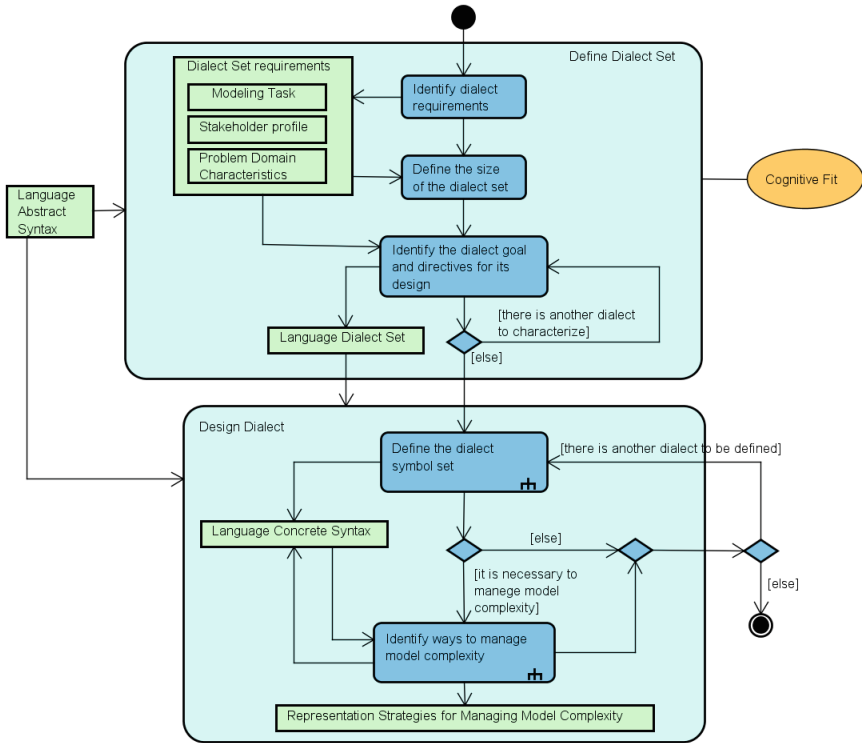 Define Dialect Set
Dialect Set requirements
Modeling Task
Stakeholder profile
Problem Domain
Characteristics
Identify dialect
requirements
Define the size
of the dialect set
Cognitive Fit
Language
Abstract
Syntax
Identify the dialect goal
and directives for its
design
[there is another dialect
to characterize]
Language Dialect Set
[else]
Design Dialect
Define the dialect
symbol set
[there is another dialect to be defined]
Language Concrete Syntax
[else]
[it is necessary to
manege model
complexity]
[else]
Identify ways to manage
model complexity
Representation Strategies for Managing Model Complexity